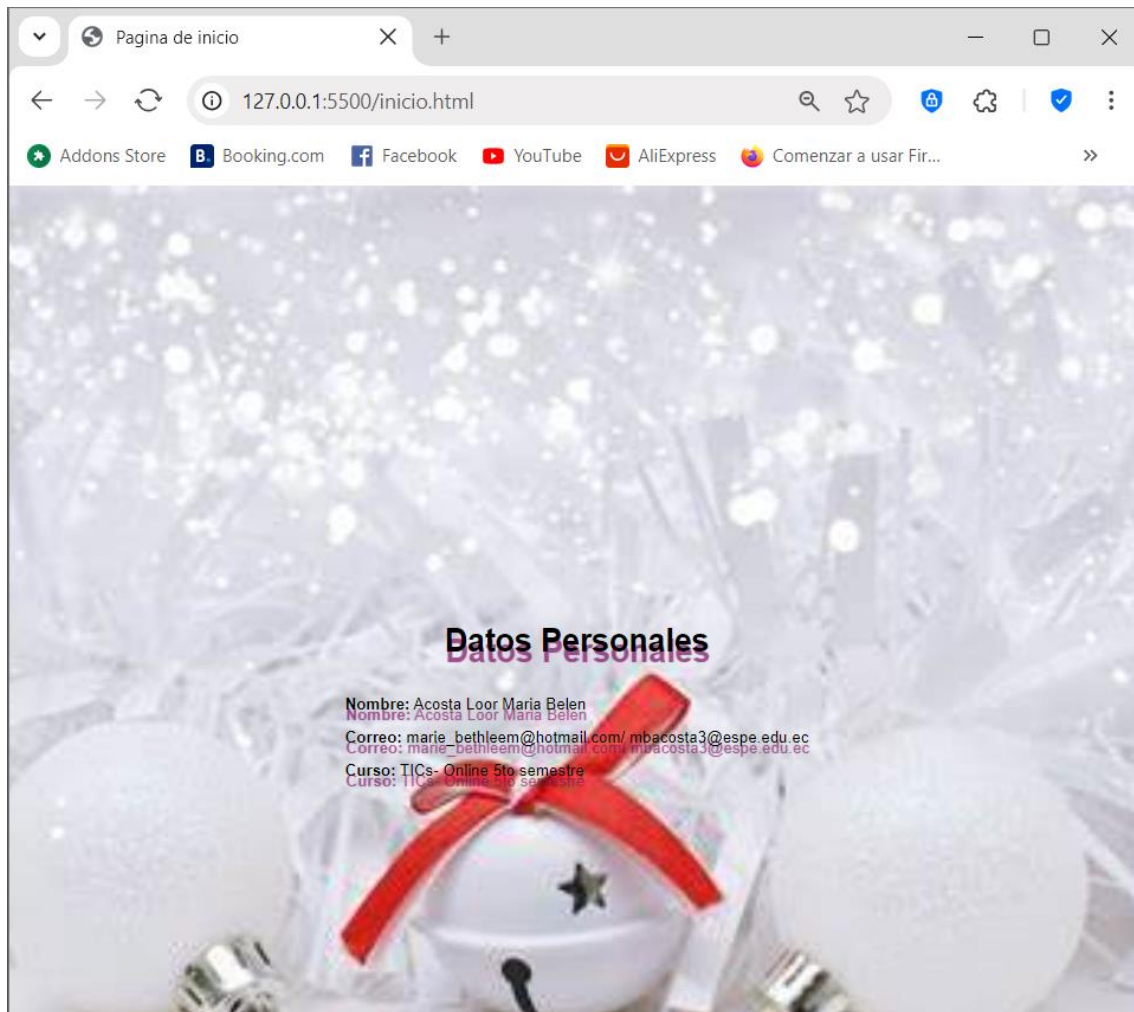 Pagina de inicio
127.0.0.1:5500/inicio.html
Addons Store B. Booking.com Facebook YouTube AliExpress Comenzar a usar Fir...
Datos Personales
Nombre: Acosta Loor Maria Belen
Correo: marie_bethleem@hotmail.com/ mbacosta3@espe.edu.ec
Curso: TICs- Online 5to semestre